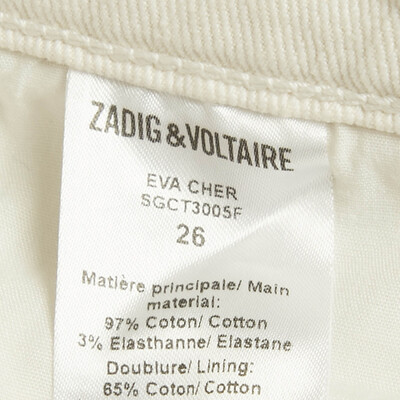 ZADIG & VOLTAIRE
EVA CHER
SGCT3005F
26
Matière principale/ Main
material:
97% Coton/ Cotton
3% Elasthanne/ Elastane
Doublure/ Lining:
65% Coton/ Cotton